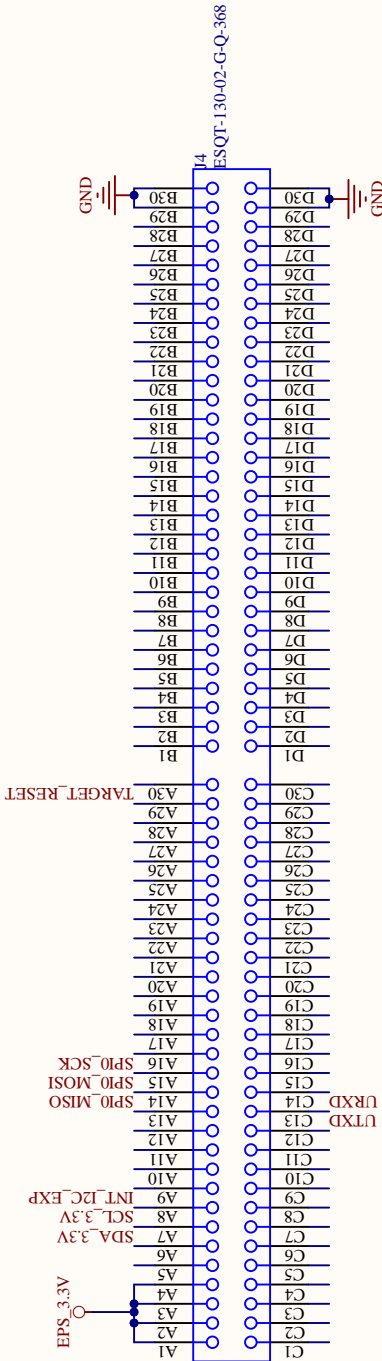 ESQT-130-02-G-Q-368
J4
GND
GND
B30 D30
B29 D29
B28 D28
B27 D27
B26 D26
B25 D25
B24 D24
B23 D23
B22 D22
B21 D21
B20 D20
B19 D19
B18 D18
B17 D17
B16 D16
B15 D15
B14 D14
B13 D13
B12 D12
B11 D11
B10 D10
B9 D9
B8 D8
B7 D7
B6 D6
B5 D5
B4 D4
B3 D3
B2 D2
B1 D1
TARGET_RESET A30 C30
A29 C29
A28 C28
A27 C27
A26 C26
A25 C25
A24 C24
A23 C23
A22 C22
A21 C21
A20 C20
A19 C19
A18 C18
A17 C17
SPI0_SCK A16 C16
SPI0_MOSI A15 C15
SPI0_MISO A14 C14 URXD
A13 C13 UTXD
A12 C12
A11 C11
A10 C10
INT_I2C_EXP A9 C9
SCL_3.3V A8 C8
SDA_3.3V A7 C7
A6 C6
A5 C5
A4 C4
A3 C3
A2 C2
A1 C1
EPS_3.3V